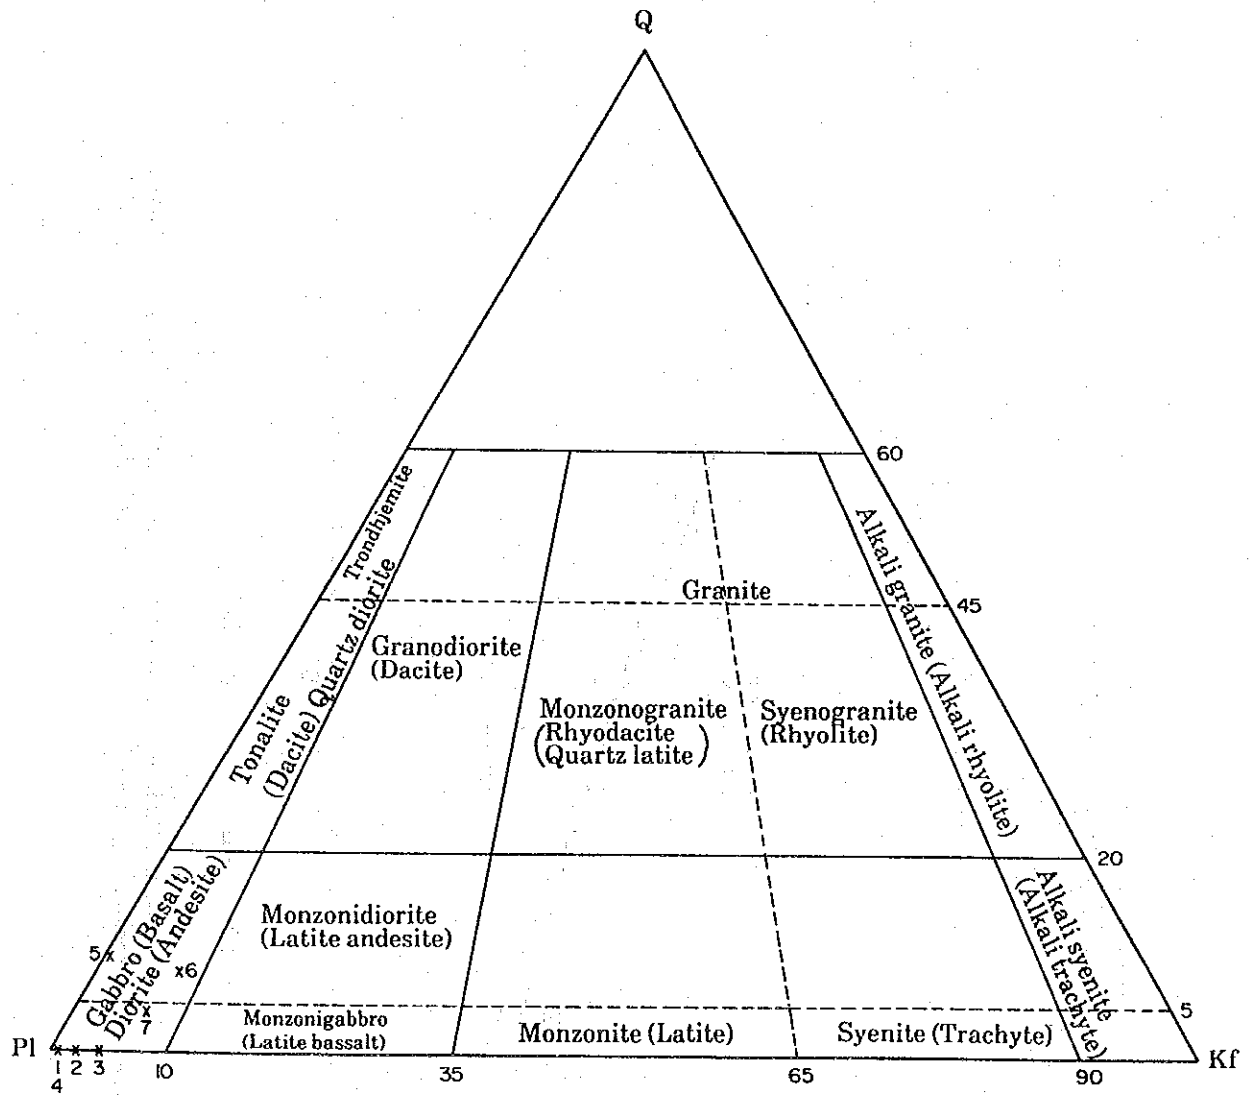 Q
60
Trondhjemite
Alkali granite (Alkali rhyolite)
Granite
45
Tonalite
(Dacite) Quartz diorite
Granodiorite
(Dacite)
Monzonogranite
(Rhyodacite
Quartz latite)
Syenogranite
(Rhyolite)
20
Gabbro (Basalt)
Diorite (Andesite)
Monzonidiorite
(Latite andesite)
Alkali syenite
(Alkali trachyte)
5x
x6
x
7
5
Monzonigabbro
(Latite bassalt)
Monzonite (Latite)
Syenite (Trachyte)
Pl
x x x
Kf
1 2 3
4
10
35
65
90